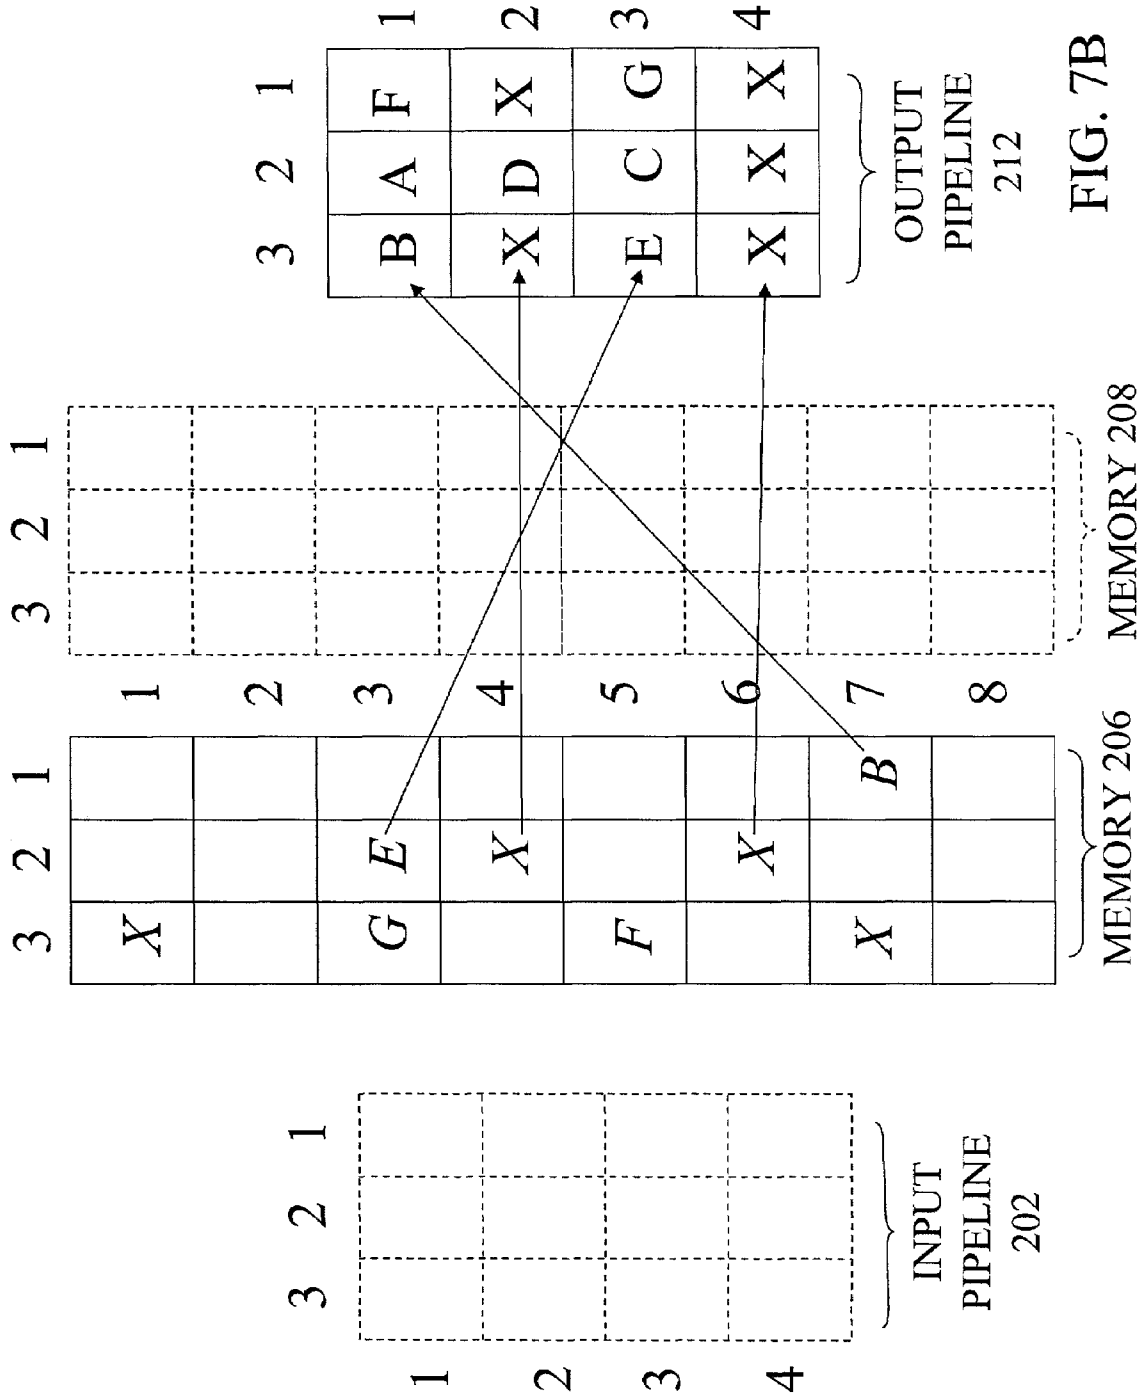 3 2 1
1
2
3
4
INPUT
PIPELINE
202
3 2 1
X
G E
X
F
X
X B
1
2
3
4
5
6
7
8
MEMORY 206
3 2 1
MEMORY 208
3 2 1
B A F 1
X D X 2
E C G 3
X X X 4
OUTPUT
PIPELINE
212
FIG. 7B